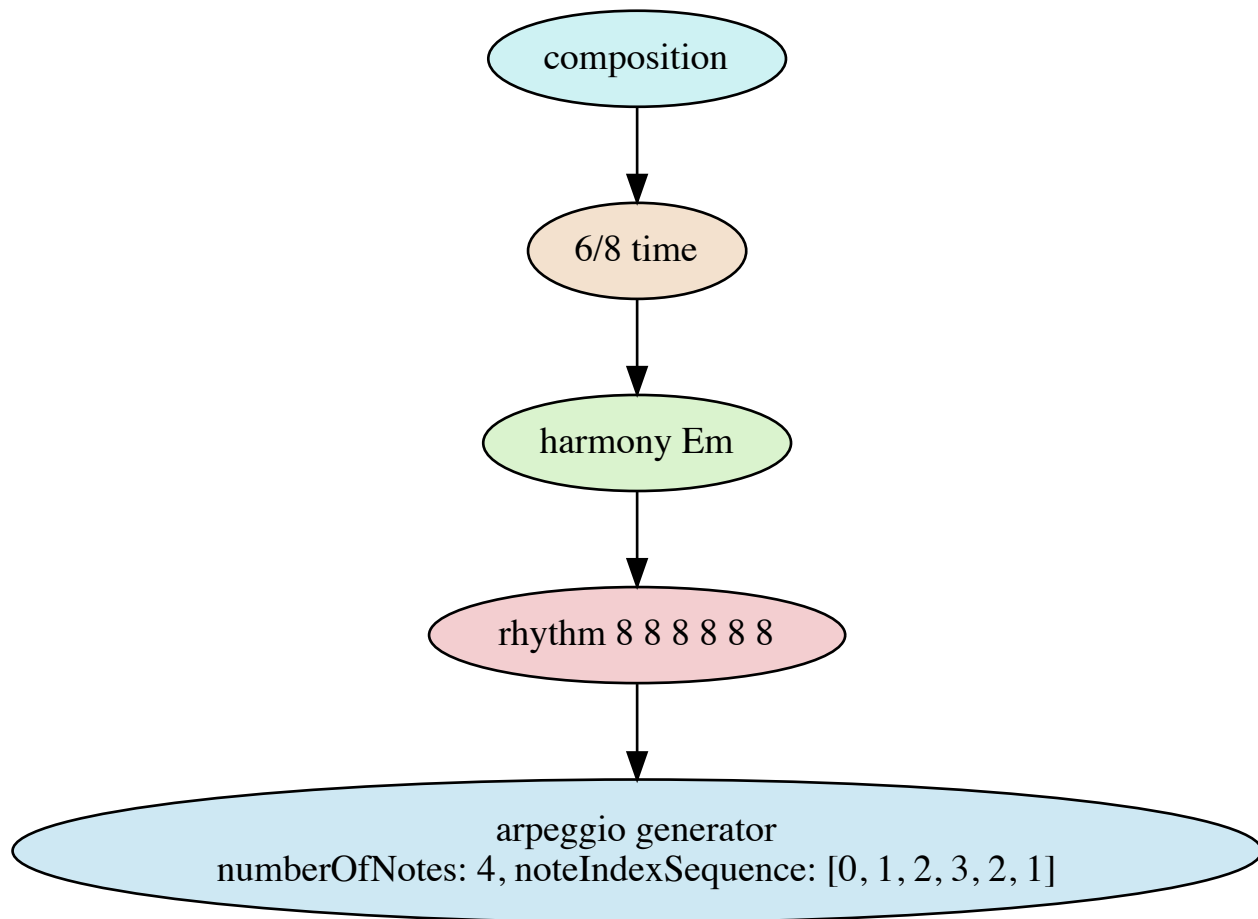 composition
6/8 time
harmony Em
rhythm 8 8 8 8 8 8
arpeggio generator
numberOfNotes: 4, noteIndexSequence: [0, 1, 2, 3, 2, 1]